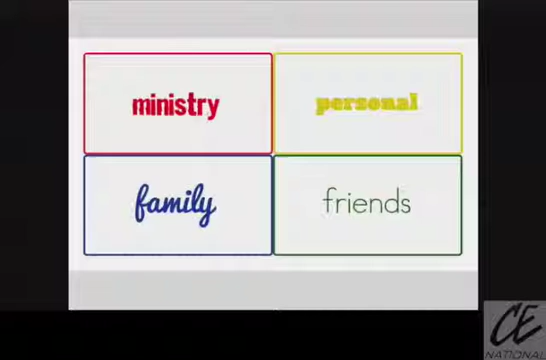 ministry
personal
family
friends
CE
NATIONAL